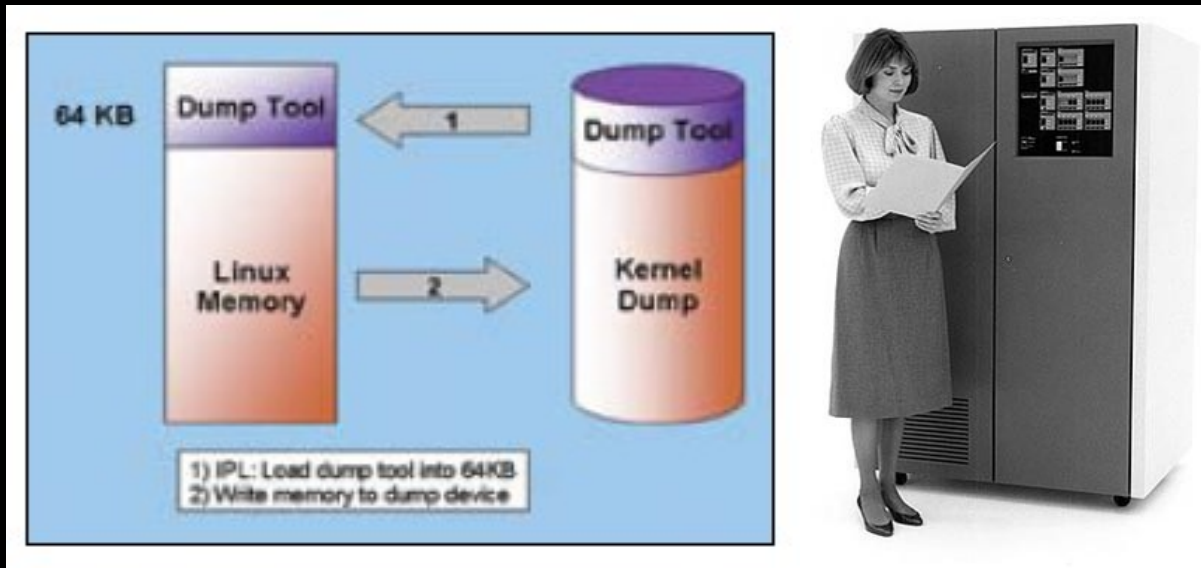 64 KB
Dump Tool
1
Dump Tool
Linux
Memory
2
Kernel
Dump
1) IPL: Load dump tool into 64KB
2) Write memory to dump device